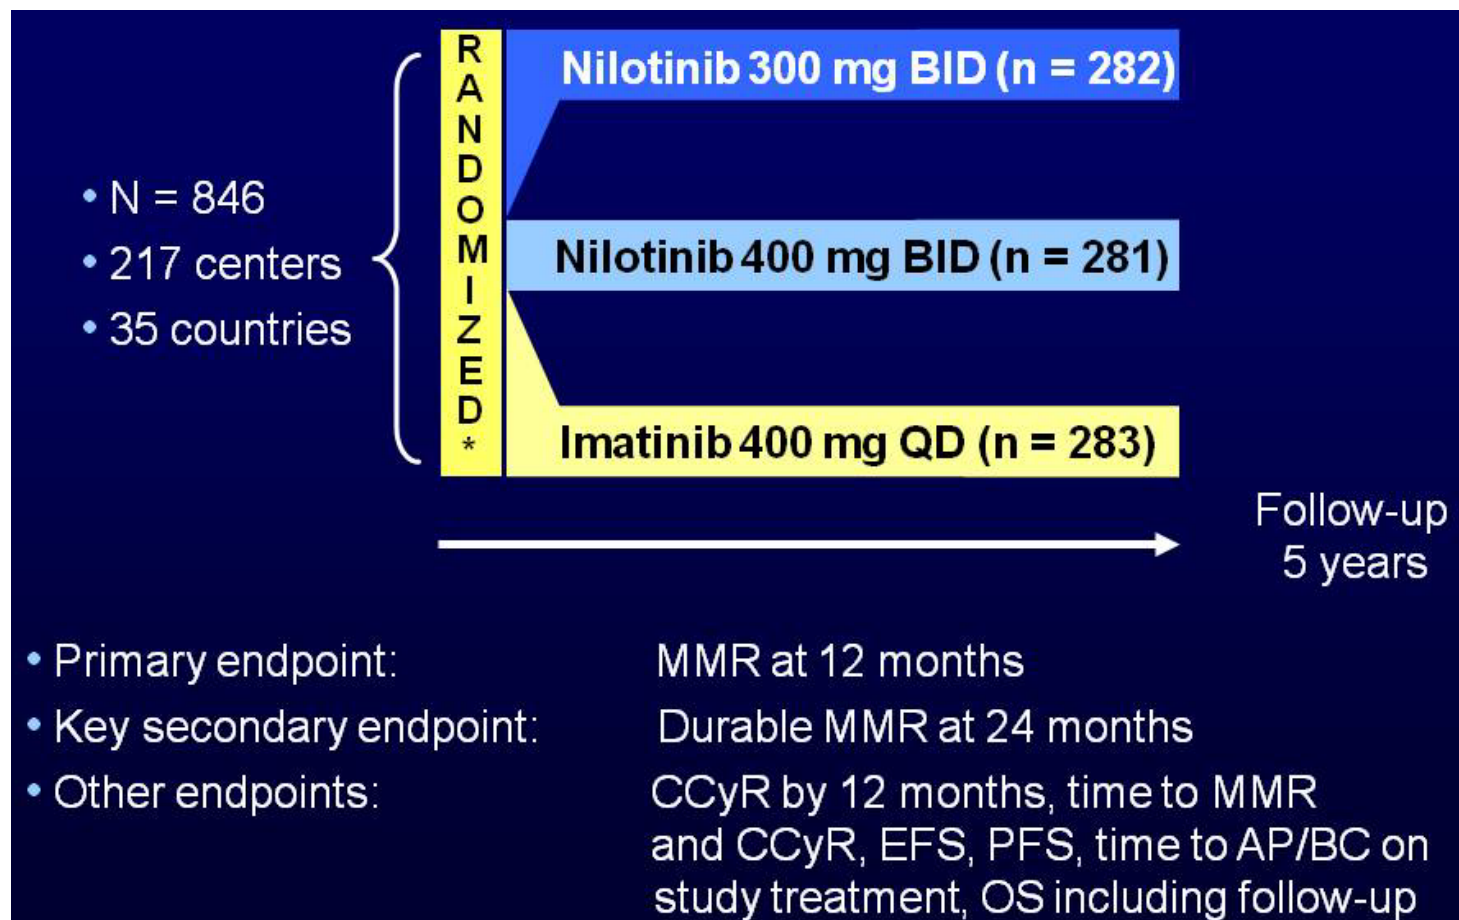 RANDOMIZED*
Nilotinib 300 mg BID (n = 282)
• N = 846
• 217 centers
• 35 countries
Nilotinib 400 mg BID (n = 281)
Imatinib 400 mg QD (n = 283)
Follow-up
5 years
• Primary endpoint: MMR at 12 months
• Key secondary endpoint: Durable MMR at 24 months
• Other endpoints: CCyR by 12 months, time to MMR
and CCyR, EFS, PFS, time to AP/BC on
study treatment, OS including follow-up